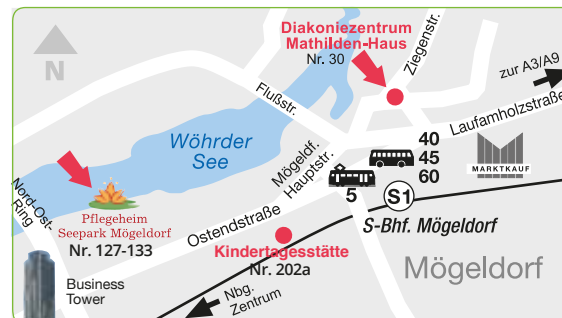 Diakoniezentrum
Mathilden-Haus
Nr. 30
Ziegenstr.
zur A3/A9
N
Flußstr.
Laufamholzstraße
Wöhrder
See
Mögeldf.
Hauptstr.
40
45
60
MARKTKAUF
5
S1
Nord-Ost-
Ring
Pflegeheim
Seepark Mögeldorf
Nr. 127-133
Ostendstraße
S-Bhf. Mögeldorf
Kindertagesstätte
Nr. 202a
Mögeldorf
Business
Tower
Nbg.
Zentrum